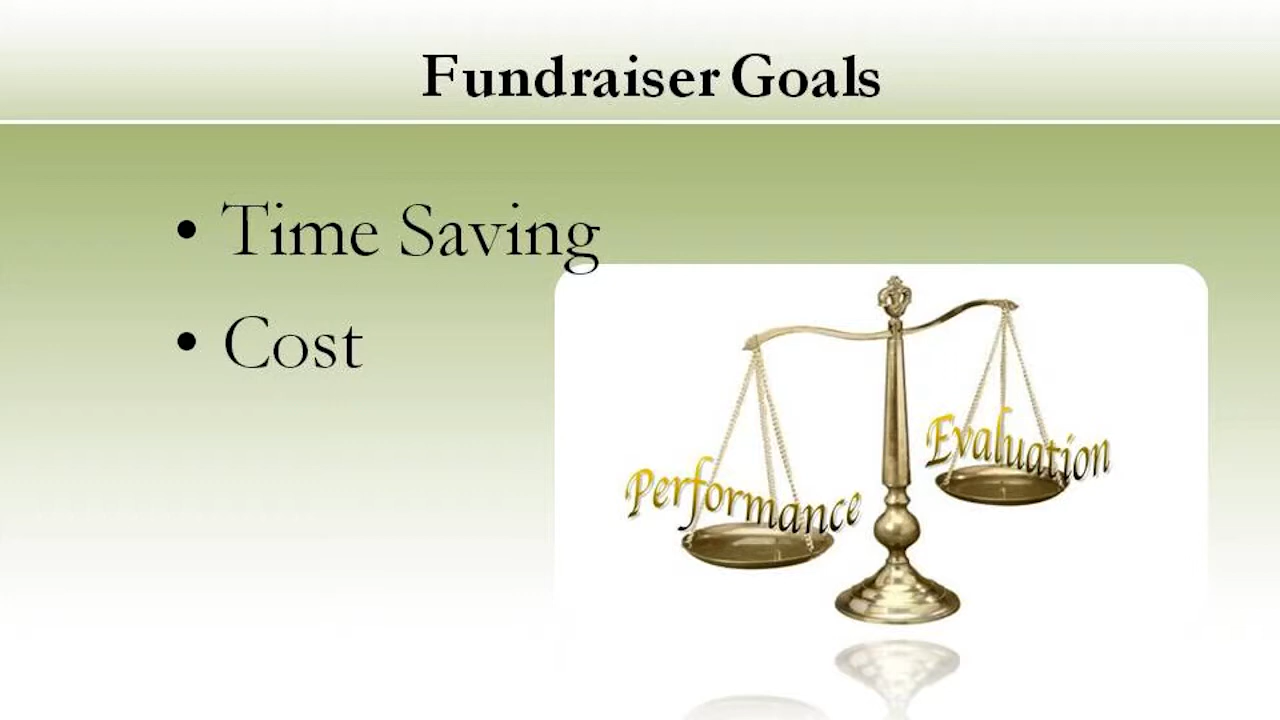 Fundraiser Goals
• Time Saving
• Cost
Performance
Evaluation